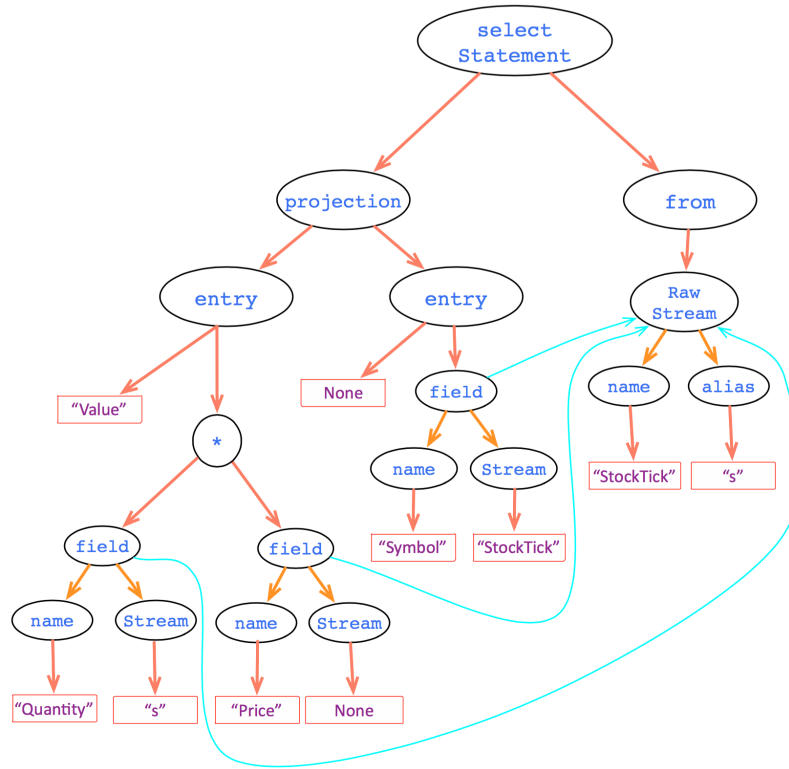 select
Statement
projection
from
entry
entry
Raw
Stream
“Value”
None
field
name
alias
*
name
Stream
“StockTick”
“s”
field
field
“Symbol”
“StockTick”
name
Stream
name
Stream
“Quantity”
“s”
“Price”
None